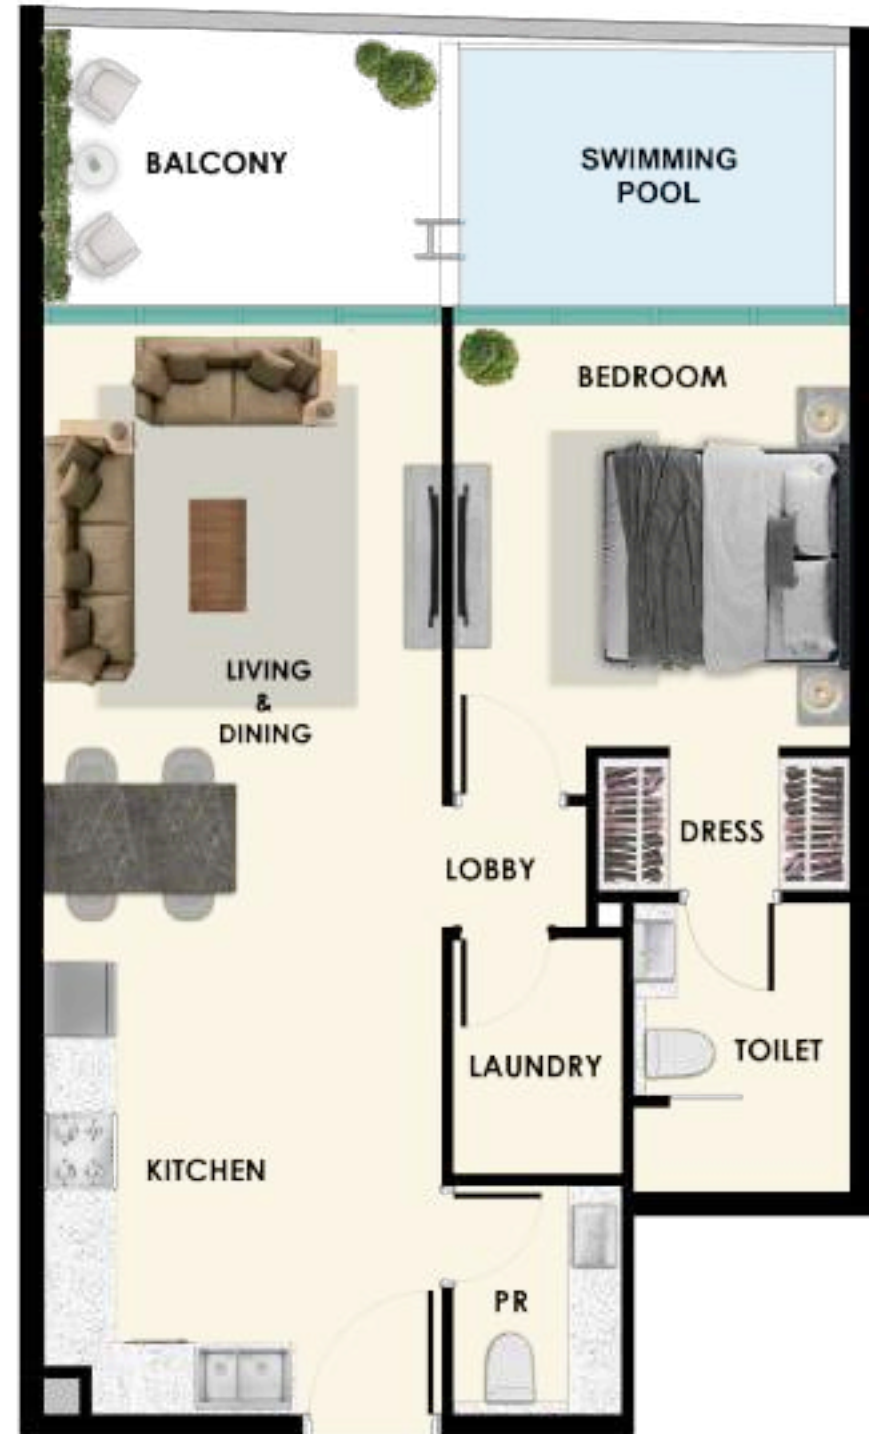 BALCONY
SWIMMING
POOL
BEDROOM
LIVING
&
DINING
DRESS
LOBBY
LAUNDRY
TOILET
KITCHEN
PR